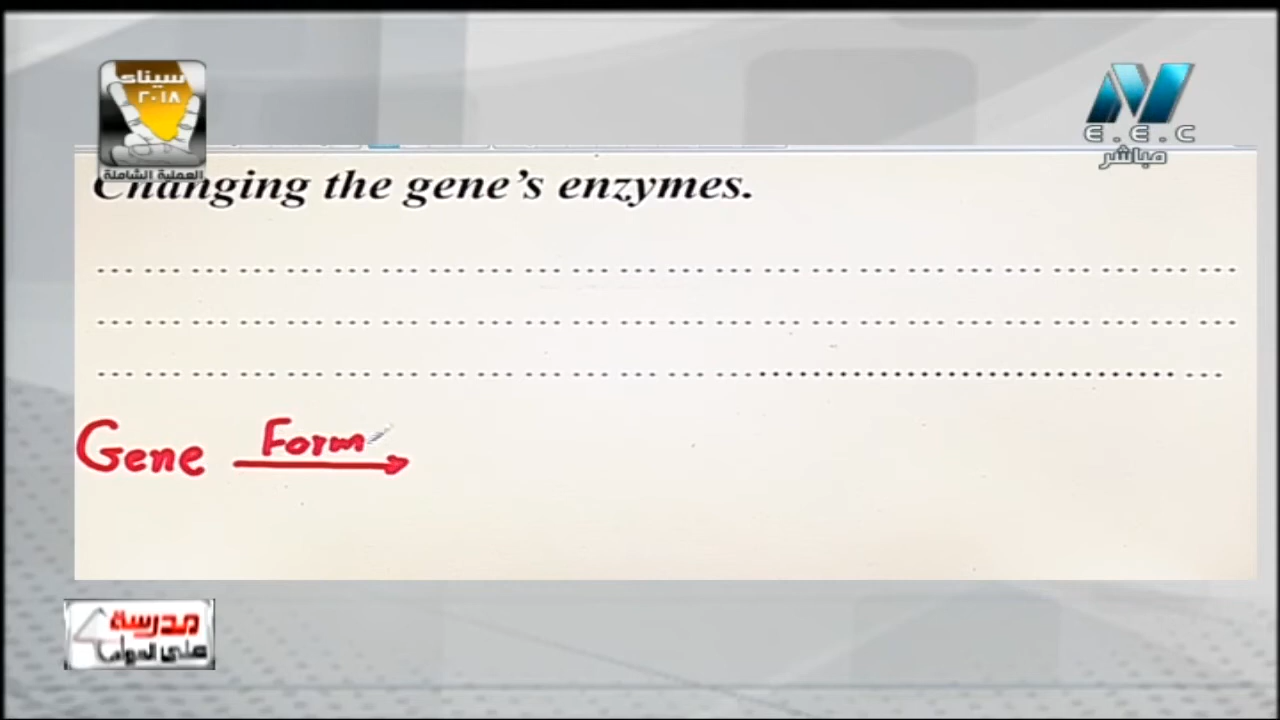 سيناء
٢٠١٨
العملية الشاملة
E.E.C
مباشر
Changing the gene's enzymes.
Gene Form
مدرسة
على الهواء